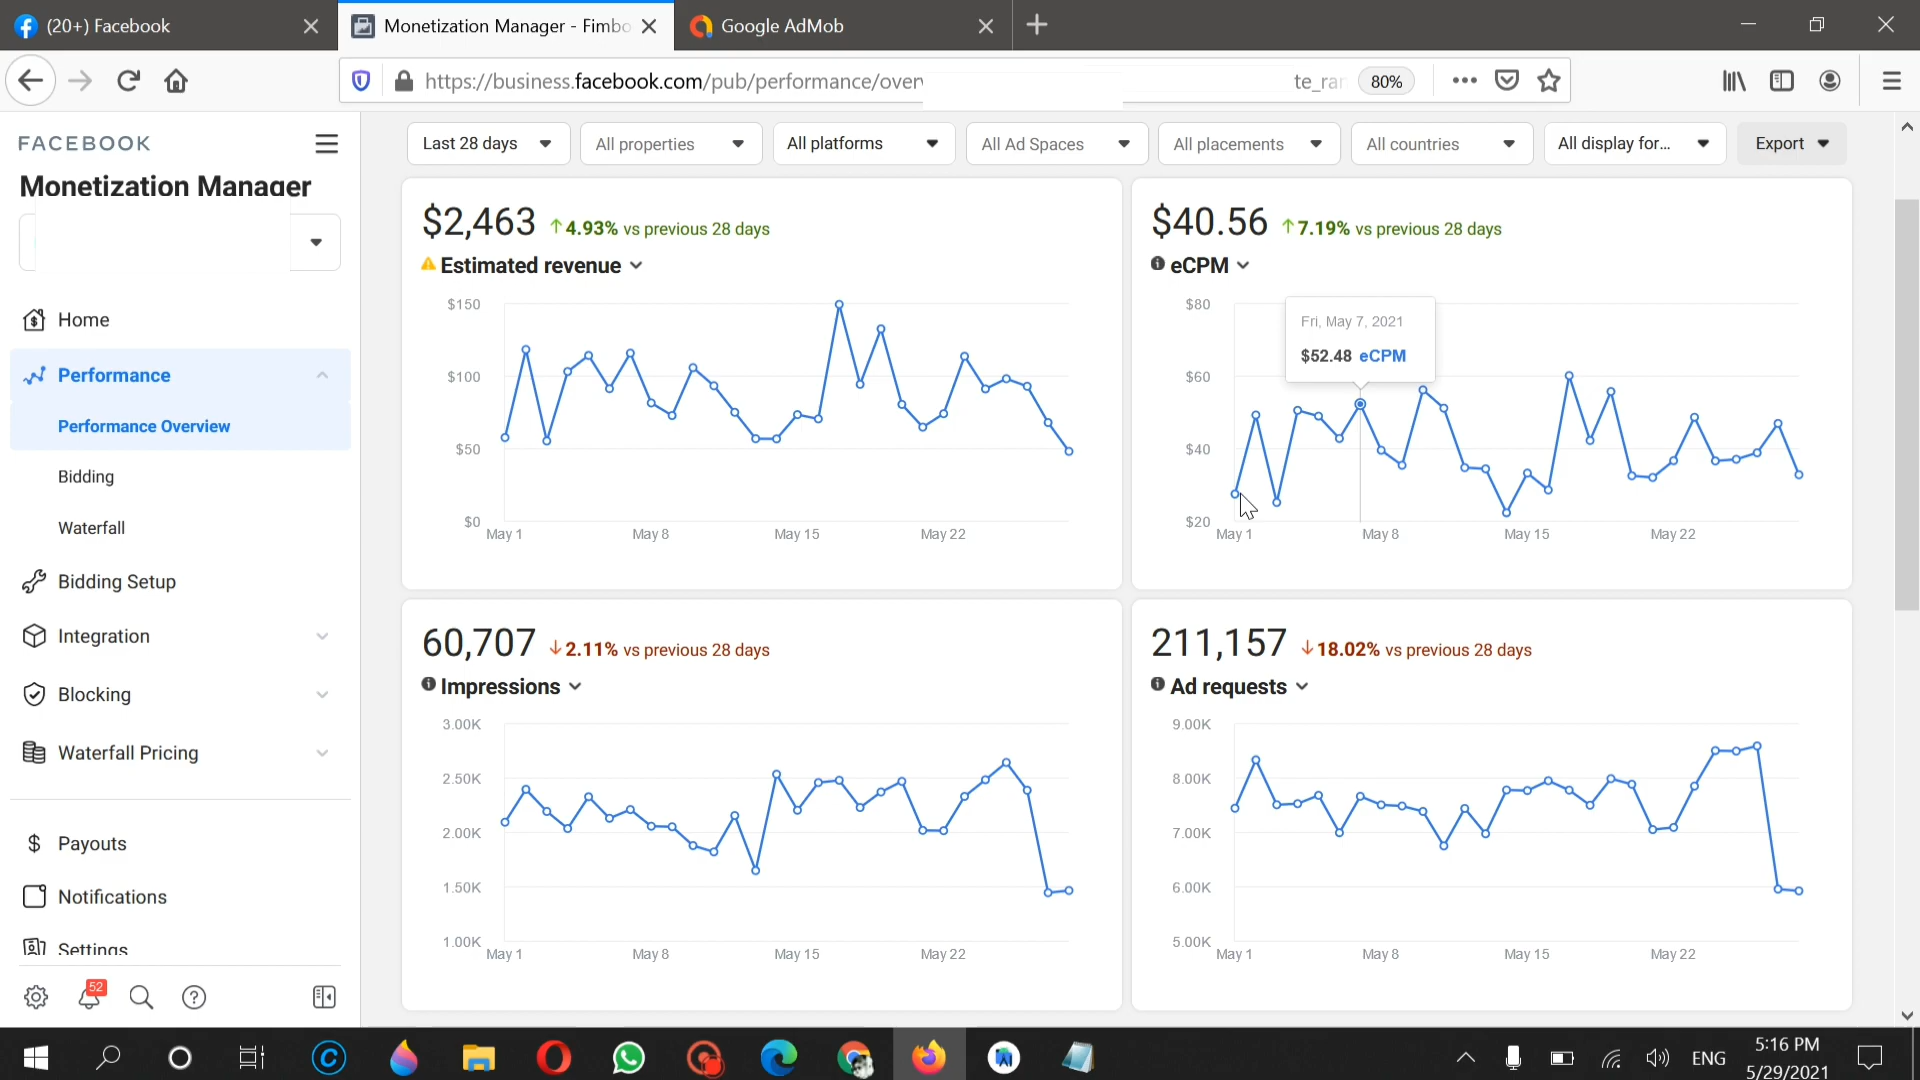 (20+) Facebook
Monetization Manager - Fimbo
Google AdMob
https://business.facebook.com/pub/performance/over
te_rar
80%
FACEBOOK
Monetization Manager
Home
Performance
Performance Overview
Bidding
Waterfall
Bidding Setup
Integration
Blocking
Waterfall Pricing
$ Payouts
Notifications
Settings
52
Last 28 days
All properties
All platforms
All Ad Spaces
All placements
All countries
All display for...
Export
$2,463 ↑4.93% vs previous 28 days
Estimated revenue
$150
$100
$50
$0
May 1
May 8
May 15
May 22
$40.56 ↑7.19% vs previous 28 days
eCPM
$80
$60
$40
$20
Fri, May 7, 2021
$52.48 eCPM
May 1
May 8
May 15
May 22
60,707 ↓2.11% vs previous 28 days
Impressions
3.00K
2.50K
2.00K
1.50K
1.00K
May 1
May 8
May 15
May 22
211,157 ↓18.02% vs previous 28 days
Ad requests
9.00K
8.00K
7.00K
6.00K
5.00K
May 1
May 8
May 15
May 22
ENG
5:16 PM
5/29/2021